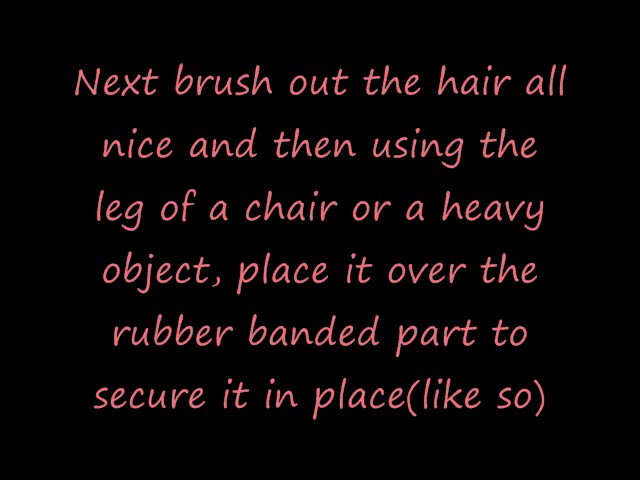 Next brush out the hair all
nice and then using the
leg of a chair or a heavy
object, place it over the
rubber banded part to
secure it in place(like so)